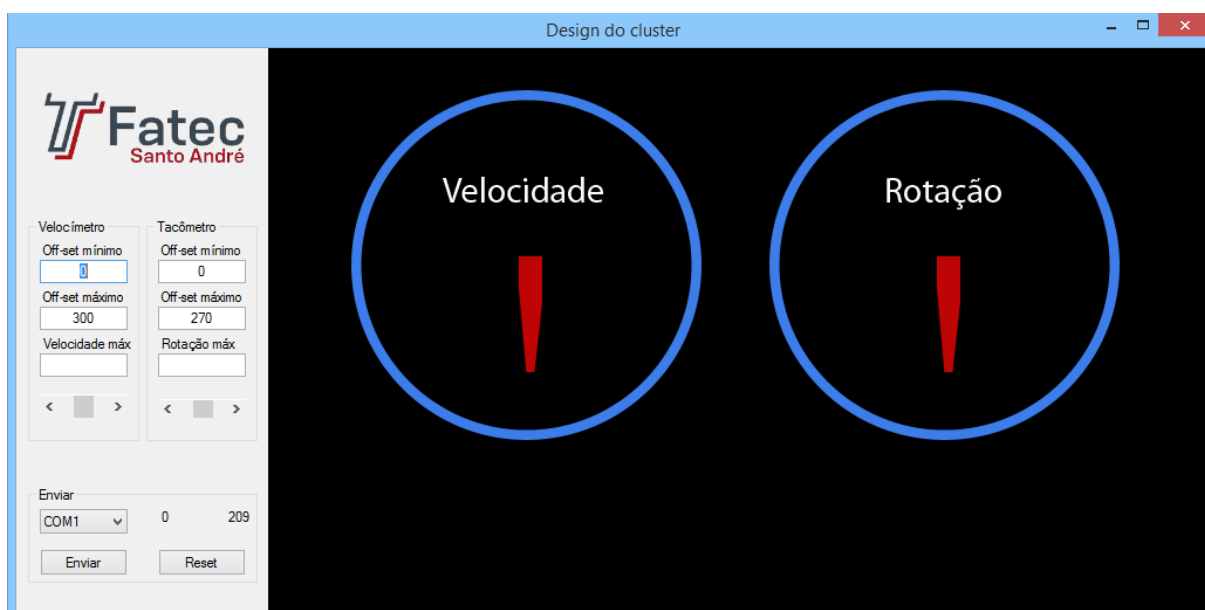 Design do cluster
Fatec
Santo André
Velocímetro
Off-set mínimo
0
Off-set máximo
300
Velocidade máx
Tacômetro
Off-set mínimo
0
Off-set máximo
270
Rotação máx
Enviar
COM1
0 209
Enviar Reset
Velocidade
Rotação